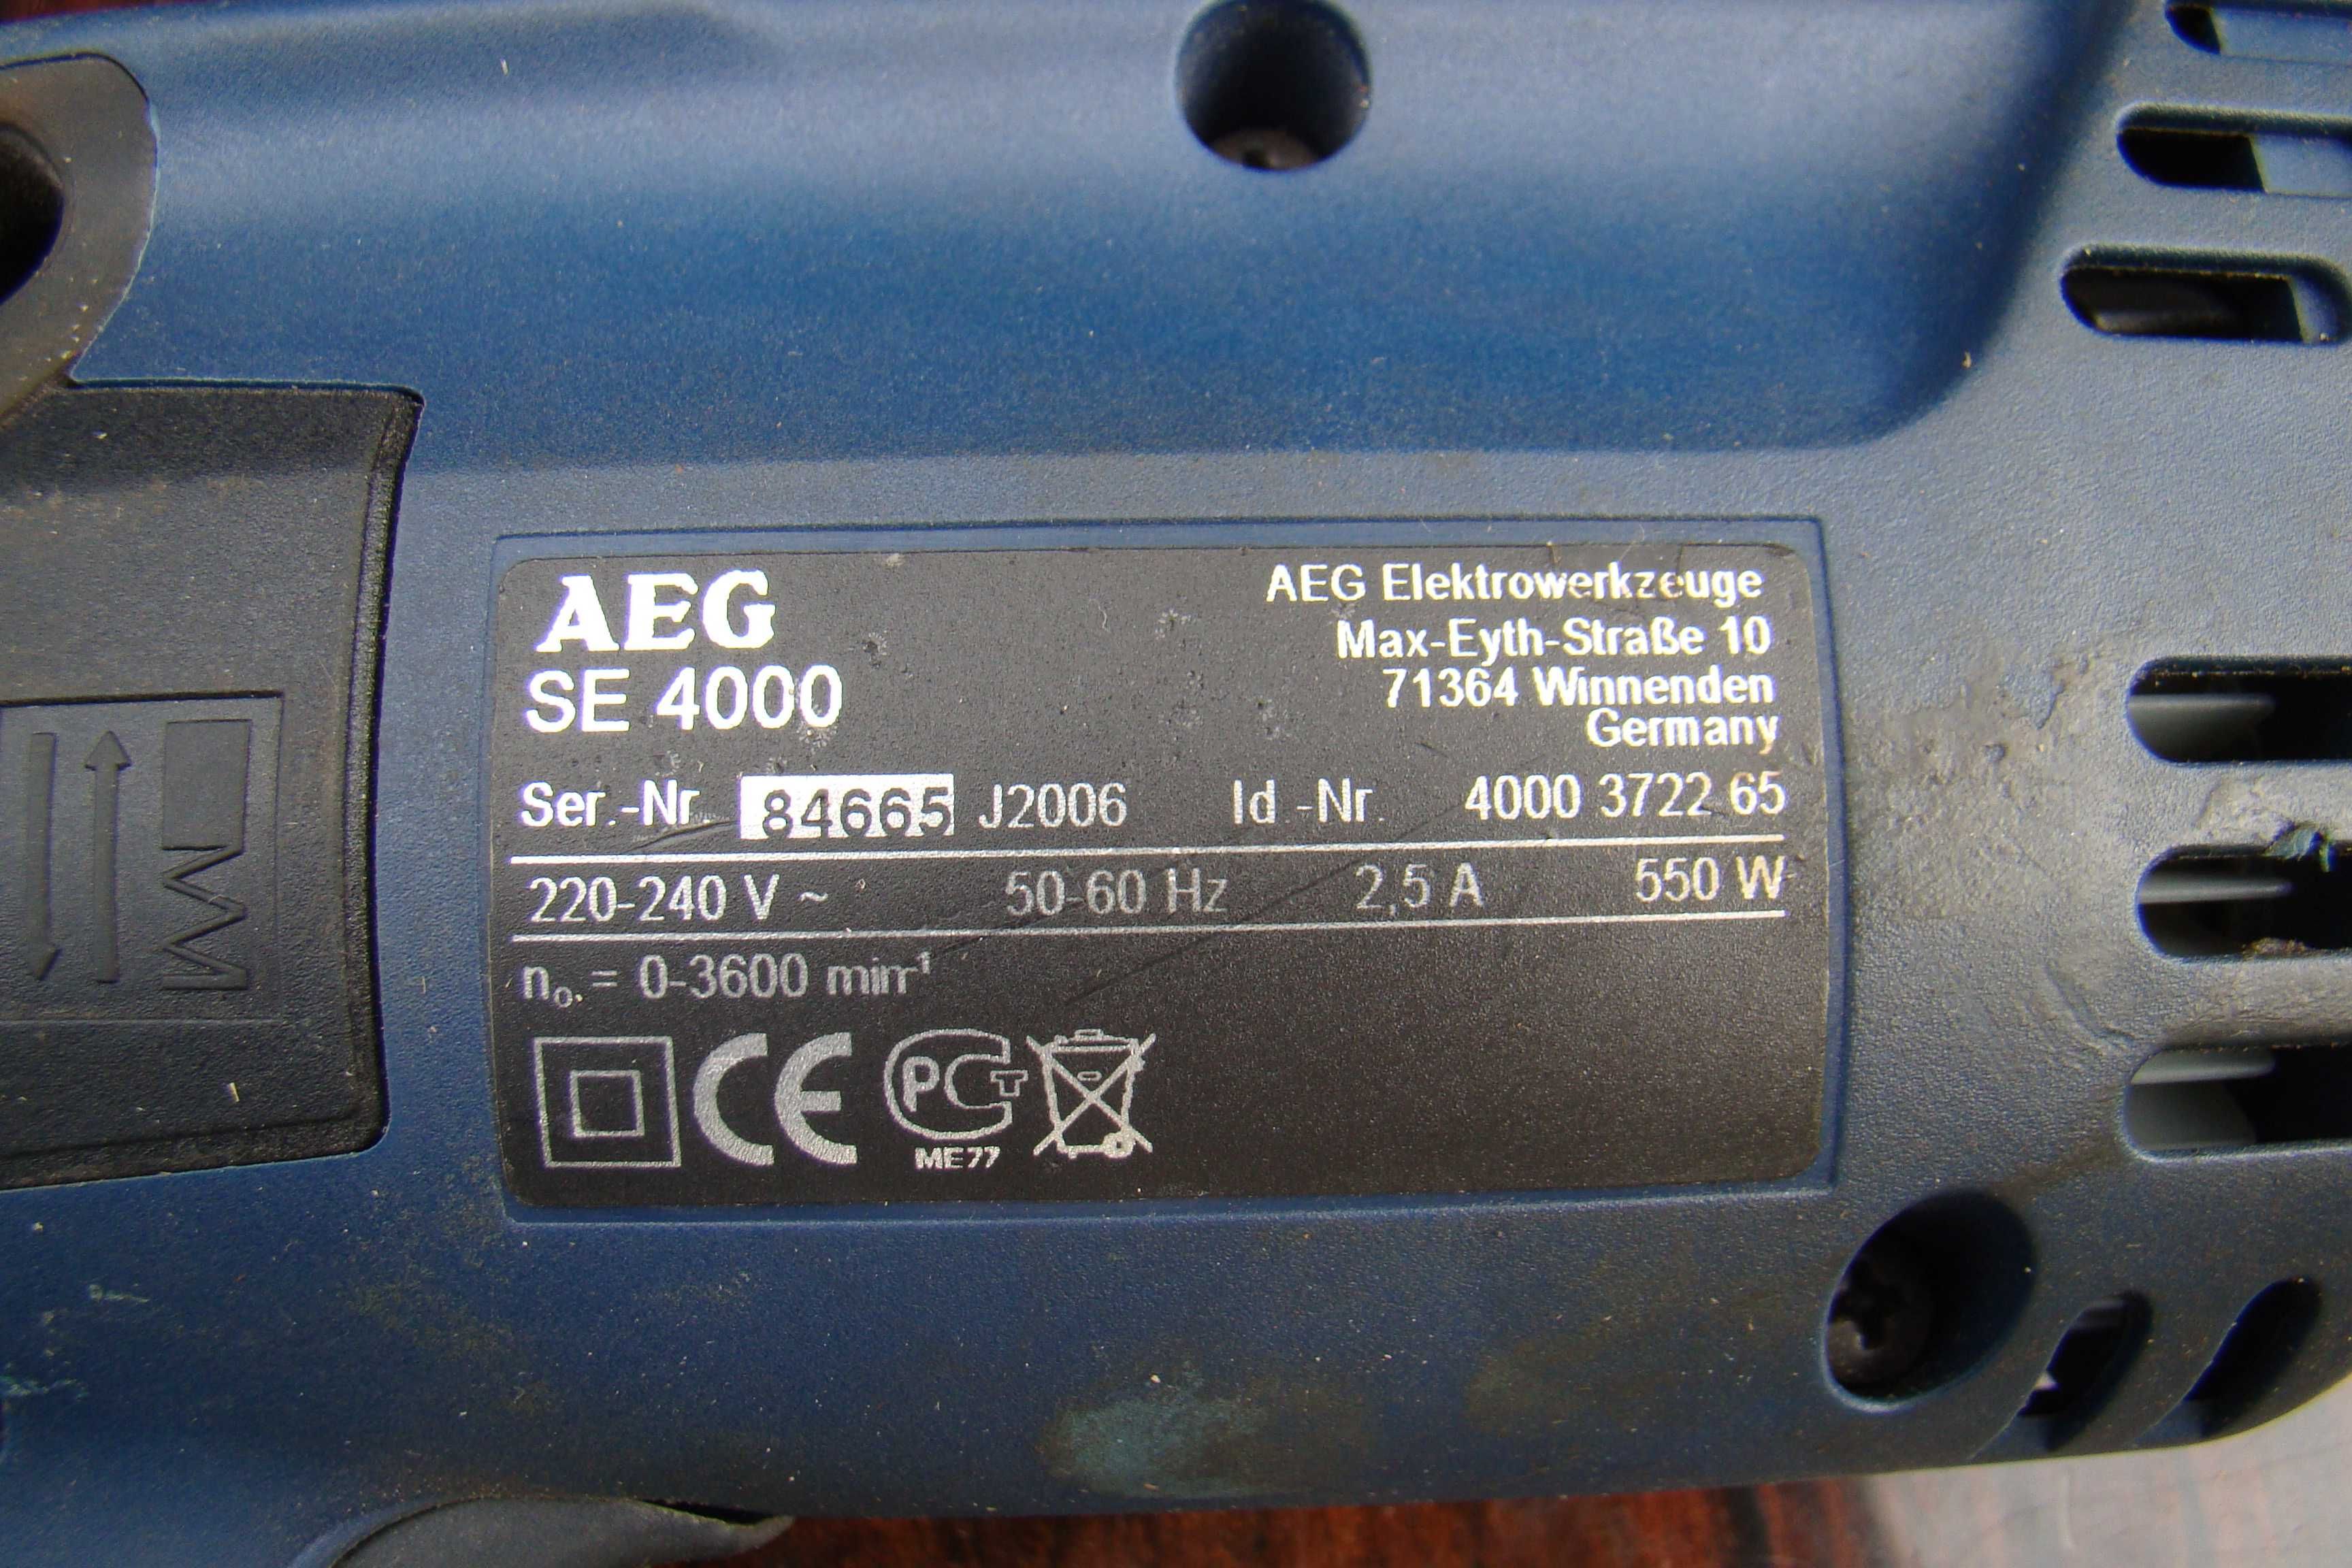 AEG
SE 4000
AEG Elektrowerkzeuge
Max-Eyth-Straße 10
71364 Winnenden
Germany
Ser.-Nr 84665 J2006 Id -Nr. 4000 3722 65
220-240 V ~ 50-60 Hz 2,5 A 550 W
n₀. = 0-3600 min⁻¹
CE PCT
ME77